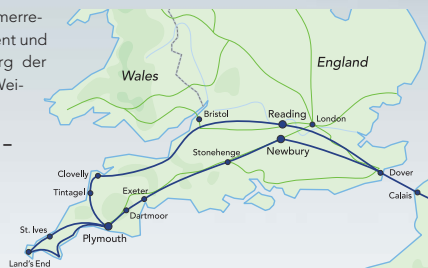 merre-
ent und
rg der
Wei-
–
Wales
England
Bristol
Reading
London
Stonehenge
Newbury
Clovelly
Dover
Tintagel
Exeter
Calais
Dartmoor
St. Ives
Plymouth
Land's End